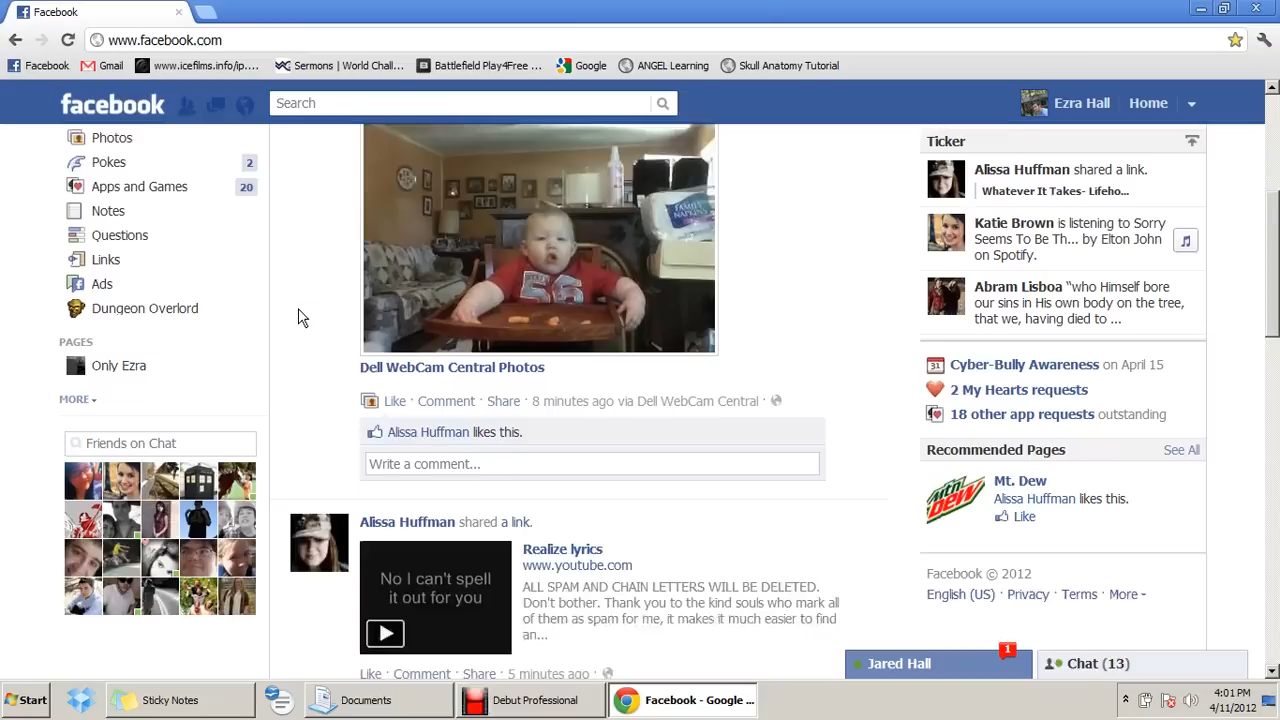 Facebook
www.facebook.com
Facebook
Gmail
www.icefilms.info/ip....
Sermons | World Chall...
Battlefield Play4Free ...
Google
ANGEL Learning
Skull Anatomy Tutorial
facebook
Search
Ezra Hall
Home
Photos
Pokes 2
Apps and Games 20
Notes
Questions
Links
Ads
Dungeon Overlord
PAGES
Only Ezra
MORE
Friends on Chat
FAMILY
NAPKINS
56
Dell WebCam Central Photos
Like · Comment · Share · 8 minutes ago via Dell WebCam Central ·
Alissa Huffman likes this.
Write a comment...
Alissa Huffman shared a link.
No I can't spell
it out for you
Realize lyrics
www.youtube.com
ALL SPAM AND CHAIN LETTERS WILL BE DELETED.
Don't bother. Thank you to the kind souls who mark all
of them as spam for me, it makes it much easier to find
an...
Like · Comment · Share · 5 minutes ago ·
Ticker
Alissa Huffman shared a link.
Whatever It Takes- Lifeho...
Katie Brown is listening to Sorry
Seems To Be Th... by Elton John
on Spotify.
Abram Lisboa "who Himself bore
our sins in His own body on the tree,
that we, having died to ...
31
Cyber-Bully Awareness on April 15
2 My Hearts requests
18 other app requests outstanding
Recommended Pages See All
Mtn Dew
Mt. Dew
Alissa Huffman likes this.
Like
Facebook © 2012
English (US) · Privacy · Terms · More
Jared Hall 1
Chat (13)
Start
Sticky Notes
Documents
Debut Professional
Facebook - Google ...
4:01 PM
4/11/2012